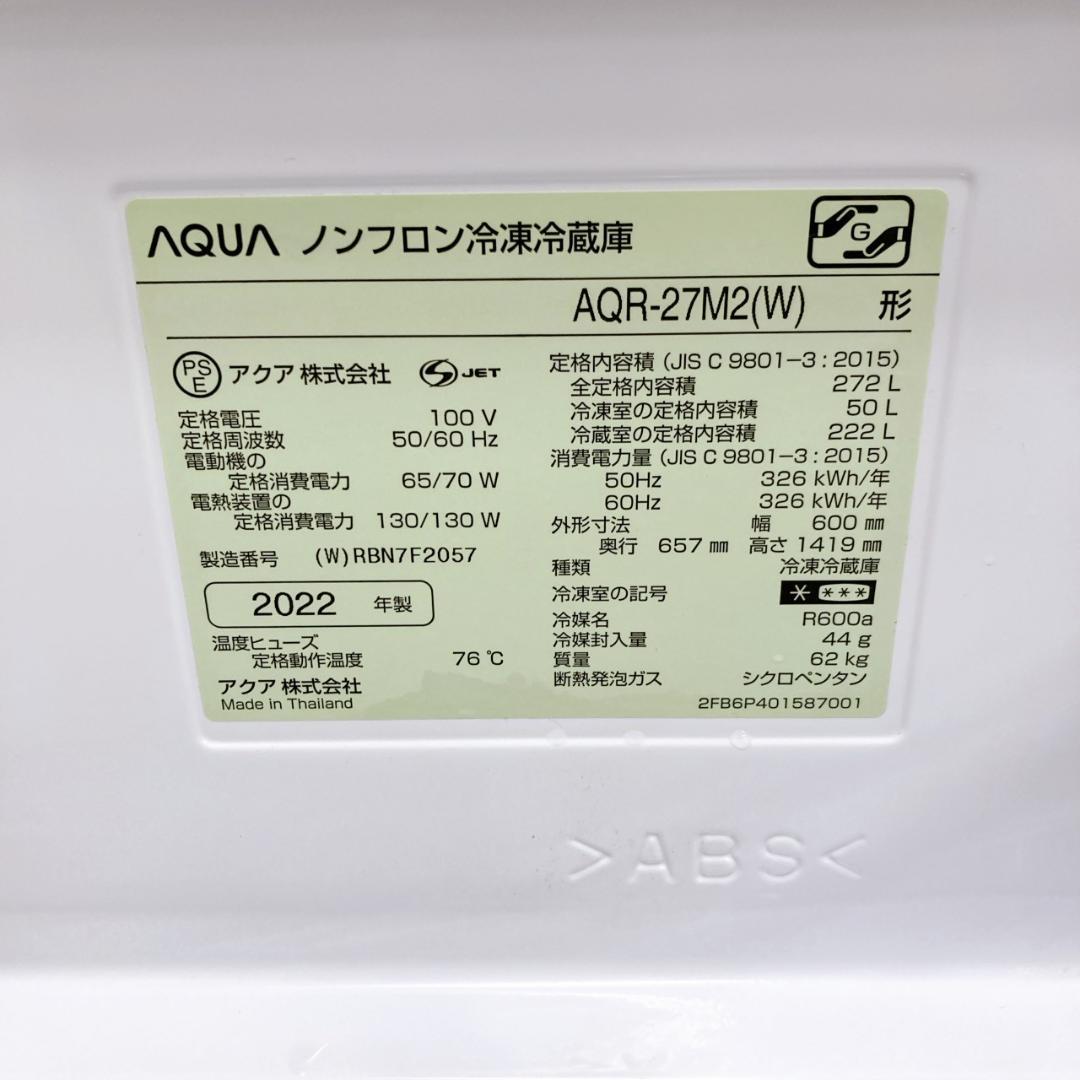 AQUA ノンフロン冷凍冷蔵庫
G
AQR-27M2(W) 形
PS E アクア 株式会社 S JET
定格電圧 100 V
定格周波数 50/60 Hz
電動機の
定格消費電力 65/70 W
電熱装置の
定格消費電力 130/130 W
製造番号 (W)RBN7F2057
2022 年製
温度ヒューズ
定格動作温度 76 ℃
アクア 株式会社
Made in Thailand
定格内容積 (JIS C 9801-3 : 2015)
全定格内容積 272 L
冷凍室の定格内容積 50 L
冷蔵室の定格内容積 222 L
消費電力量 (JIS C 9801-3 : 2015)
50Hz 326 kWh/年
60Hz 326 kWh/年
外形寸法 幅 600 ㎜
奥行 657 ㎜ 高さ 1419 ㎜
種類 冷凍冷蔵庫
冷凍室の記号 * ***
冷媒名 R600a
冷媒封入量 44 g
質量 62 kg
断熱発泡ガス シクロペンタン
2FB6P401587001
>ABS<